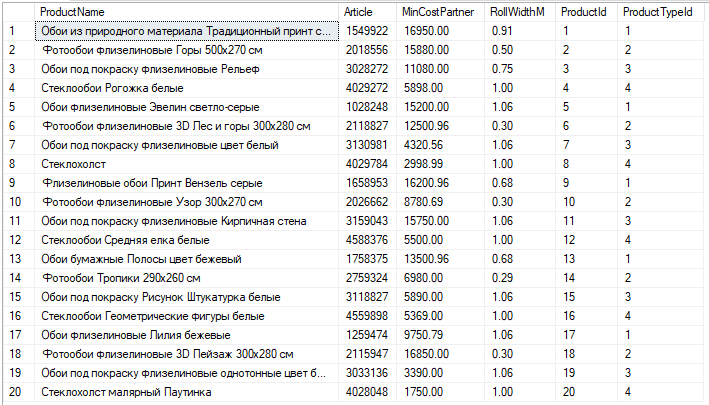 ProductName Article MinCostPartner RollWidthM ProductId ProductTypeId
1 Обои из природного материала Традиционный принт с... 1549922 16950.00 0.91 1 1
2 Фотообои флизелиновые Горы 500x270 см 2018556 15880.00 0.50 2 2
3 Обои под покраску флизелиновые Рельеф 3028272 11080.00 0.75 3 3
4 Стеклообои Рогожка белые 4029272 5898.00 1.00 4 4
5 Обои флизелиновые Эвелин светло-серые 1028248 15200.00 1.06 5 1
6 Фотообои флизелиновые 3D Лес и горы 300x280 см 2118827 12500.96 0.30 6 2
7 Обои под покраску флизелиновые цвет белый 3130981 4320.56 1.06 7 3
8 Стеклохолст 4029784 2998.99 1.00 8 4
9 Флизелиновые обои Принт Вензель серые 1658953 16200.96 0.68 9 1
10 Фотообои флизелиновые Узор 300x270 см 2026662 8780.69 0.30 10 2
11 Обои под покраску флизелиновые Кирпичная стена 3159043 15750.00 1.06 11 3
12 Стеклообои Средняя елка белые 4588376 5500.00 1.00 12 4
13 Обои бумажные Полосы цвет бежевый 1758375 13500.96 0.68 13 1
14 Фотообои Тропики 290x260 см 2759324 6980.00 0.29 14 2
15 Обои под покраску Рисунок Штукатурка белые 3118827 5890.00 1.06 15 3
16 Стеклообои Геометрические фигуры белые 4559898 5369.00 1.00 16 4
17 Обои флизелиновые Лилия бежевые 1259474 9750.79 1.06 17 1
18 Фотообои флизелиновые 3D Пейзаж 300x280 см 2115947 16850.00 0.30 18 2
19 Обои под покраску флизелиновые однотонные цвет б... 3033136 3390.00 1.06 19 3
20 Стеклохолст малярный Паутинка 4028048 1750.00 1.00 20 4